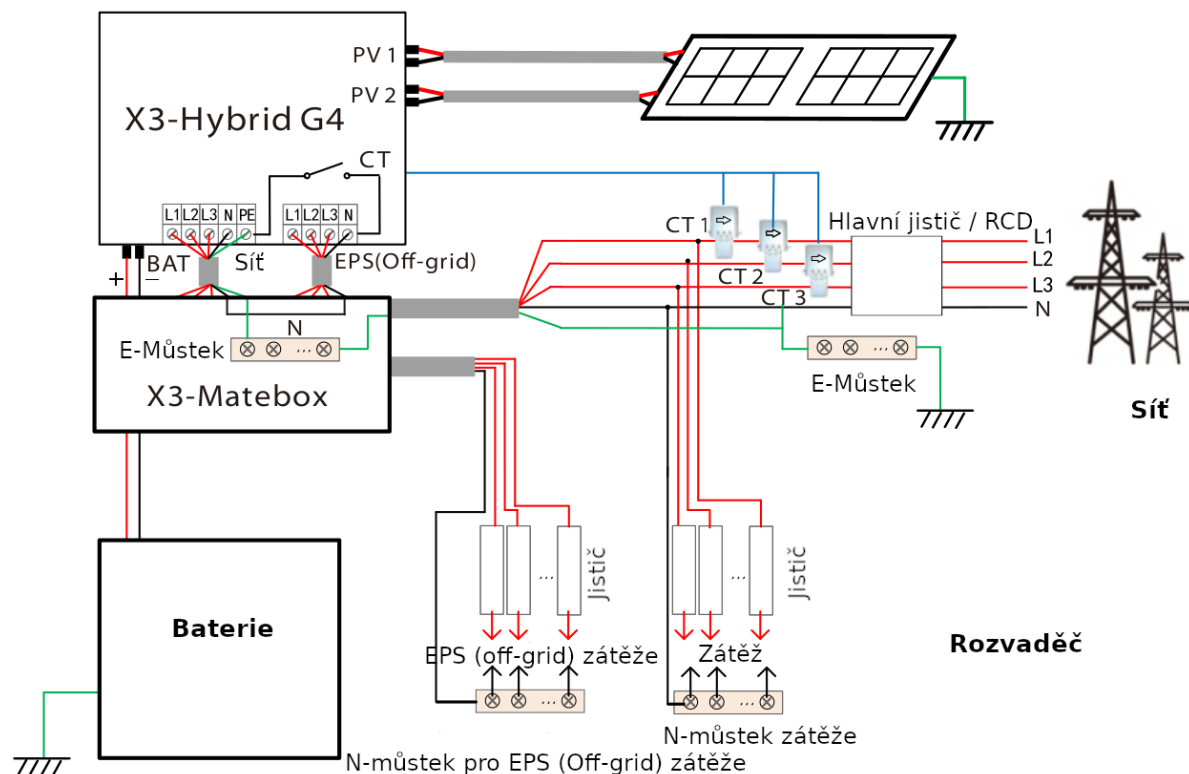 PV 1
PV 2
X3-Hybrid G4
CT
L1 L2 L3 N PE
L1 L2 L3 N
+ BAT
–
Síť
EPS(Off-grid)
CT 1
CT 2
CT 3
Hlavní jistič / RCD
L1
L2
L3
N
N
E-Můstek
...
X3-Matebox
...
E-Můstek
Síť
...
Jistič
...
Jistič
Baterie
EPS (off-grid) zátěže
Zátěž
Rozvaděč
...
...
N-můstek zátěže
N-můstek pro EPS (Off-grid) zátěže